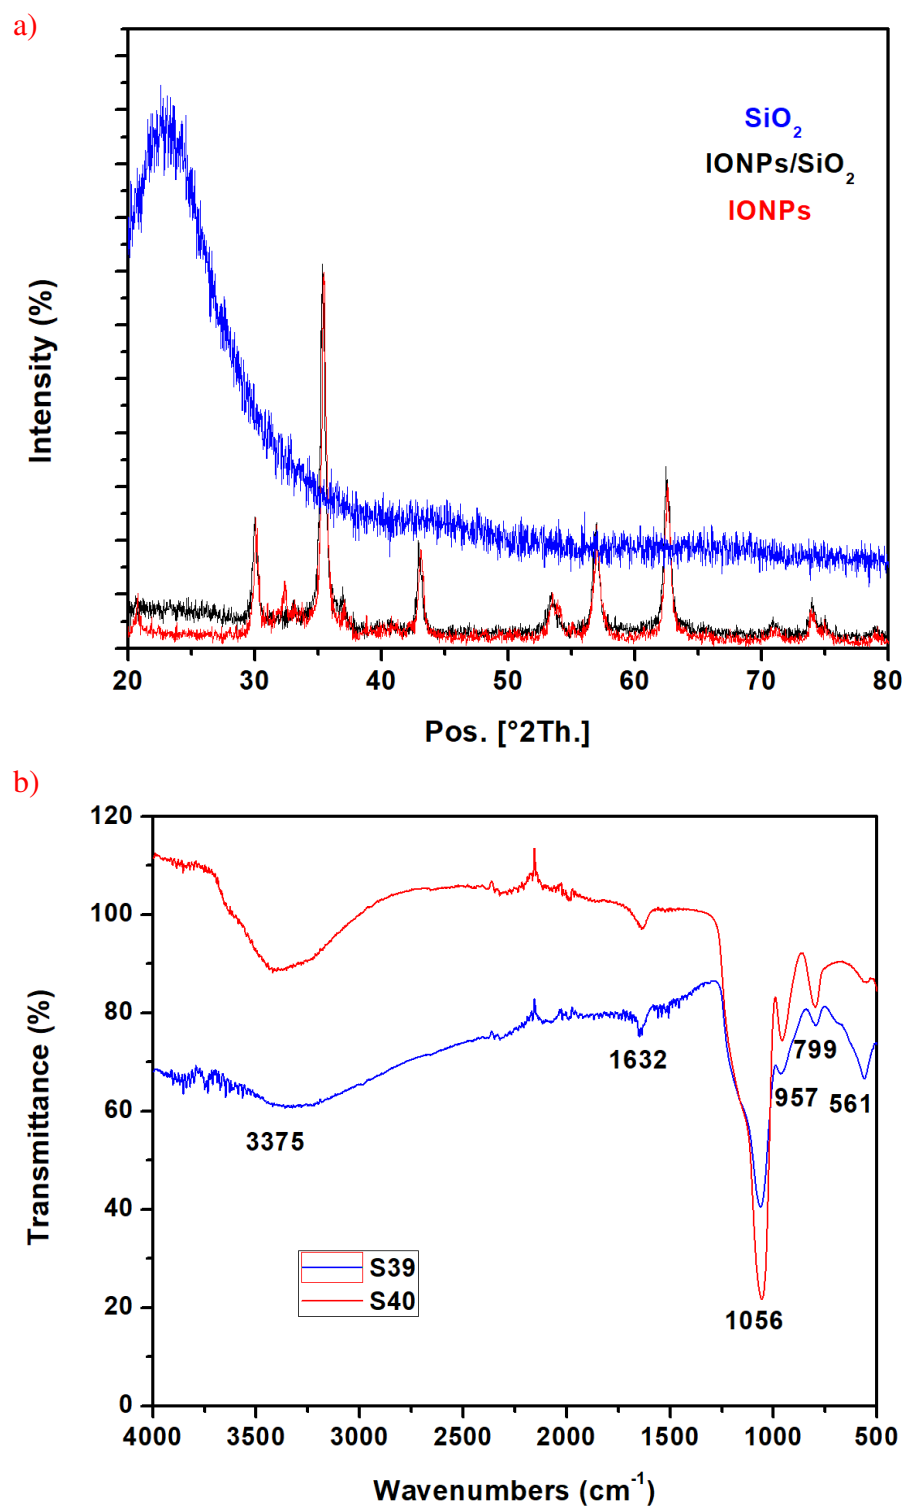 a)
SiO₂
IONPs/SiO₂
IONPs
Intensity (%)
20 30 40 50 60 70 80
Pos. [°2Th.]
b)
120
100
80
60
40
20
0
Transmittance (%)
3375
1632
799
957 561
1056
S39
S40
4000 3500 3000 2500 2000 1500 1000 500
Wavenumbers (cm⁻¹)